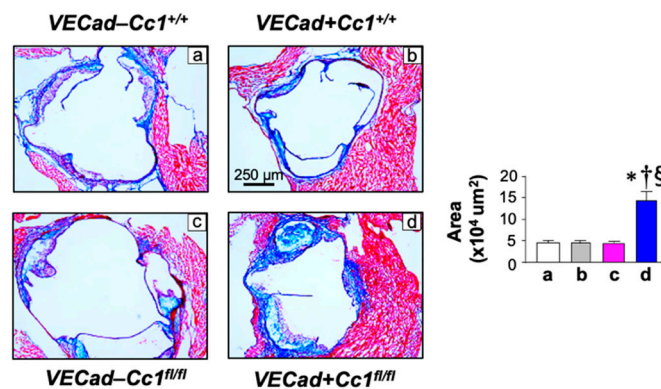 VECad–Cc1+/+ VECad+Cc1+/+
a b
250 µm
c d
VECad–Cc1fl/fl VECad+Cc1fl/fl
Area
(x10⁴ um²)
20
15
10
5
0
*†§
a b c d